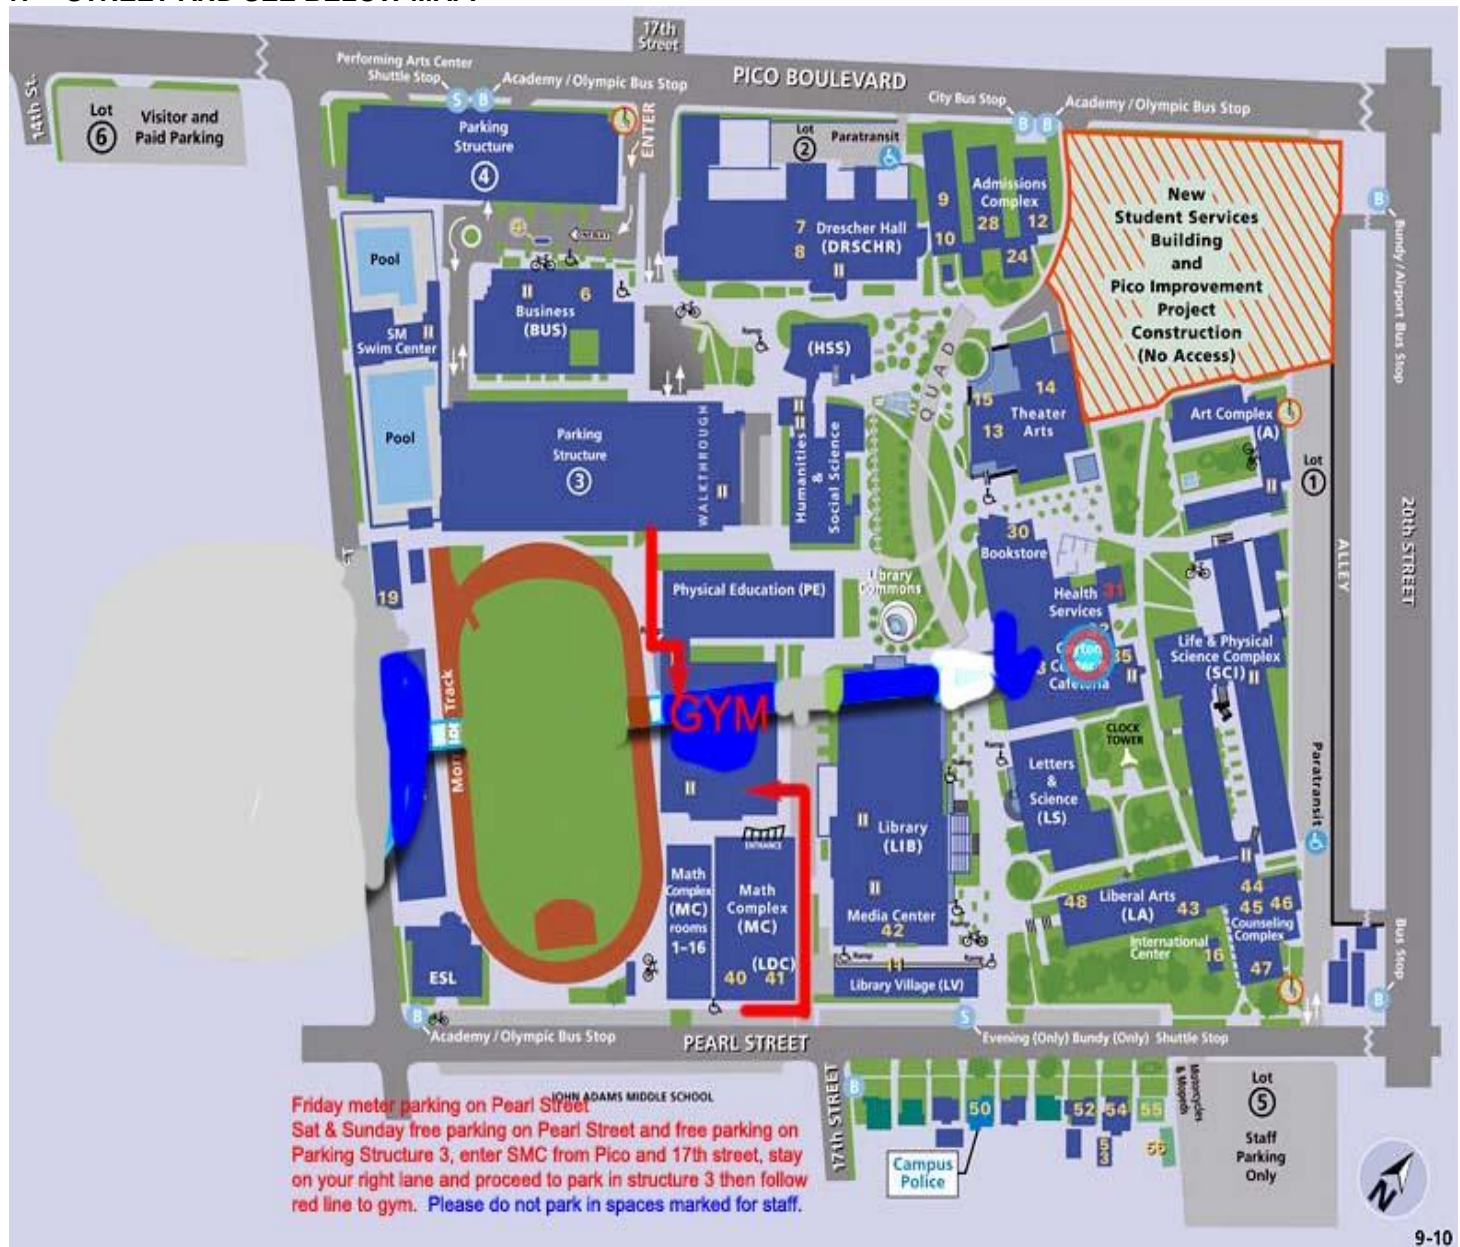 17th
Street
PICO BOULEVARD
14th St.
Lot
6
Visitor and
Paid Parking
Performing Arts Center
Shuttle Stop
S
B
Academy / Olympic Bus Stop
ENTER
City Bus Stop
B
B
Academy / Olympic Bus Stop
Parking
Structure
4
Lot
2
Paratransit
9
10
Admissions
Complex
28
12
24
7
8
Drescher Hall
(DRSCHR)
New
Student Services
Building
and
Pico Improvement
Project
Construction
(No Access)
B
Bundy / Airport Bus Stop
Pool
4
SM
Swim Center
6
Business
(BUS)
Ramp
(HSS)
QUAD
15
14
13
Theater
Arts
Art Complex
(A)
Lot
1
Pool
Parking
Structure
3
WALKTHROUGH
Humanities
&
Social Science
20th STREET
ALLEY
30
Bookstore
19
Physical Education (PE)
Library
Commons
Health
Services
31
Life & Physical
Science Complex
(SCI)
35
Cafeteria
Track
GYM
CLOCK
TOWER
Ramp
Letters
&
Science
(LS)
Paratransit
Library
(LIB)
ENTRANCE
Math
Complex
(MC)
rooms
1-16
Math
Complex
(MC)
(LDC)
40
41
Media Center
42
48
Liberal Arts
(LA)
43
44
45
46
Counseling
Complex
47
International
Center
16
Ramp
11
Ramp
Library Village (LV)
ESL
Bus Stop
B
B
Academy / Olympic Bus Stop
PEARL STREET
S
Evening (Only) Bundy (Only) Shuttle Stop
JOHN ADAMS MIDDLE SCHOOL
17th STREET
B
50
52
54
55
56
Motorcycles
& Mopeds
Lot
5
Staff
Parking
Only
Campus
Police
Friday meter parking on Pearl Street
Sat & Sunday free parking on Pearl Street and free parking on
Parking Structure 3, enter SMC from Pico and 17th street, stay
on your right lane and proceed to park in structure 3 then follow
red line to gym. Please do not park in spaces marked for staff.
N
9-10